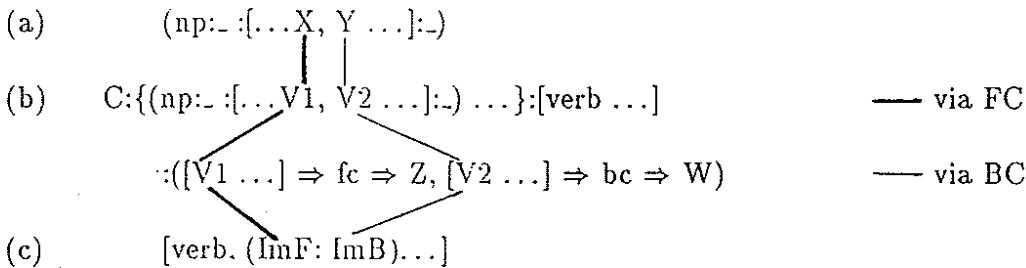 (a) (np:_ :[...X, Y ...]:_)
(b) C:{(np:_ :[...V1, V2 ...]:_) ...}:[verb ...] — via FC
:([V1 ...] ⇒ fc ⇒ Z, [V2 ...] ⇒ bc ⇒ W) — via BC
(c) [verb, (ImF: ImB)...]